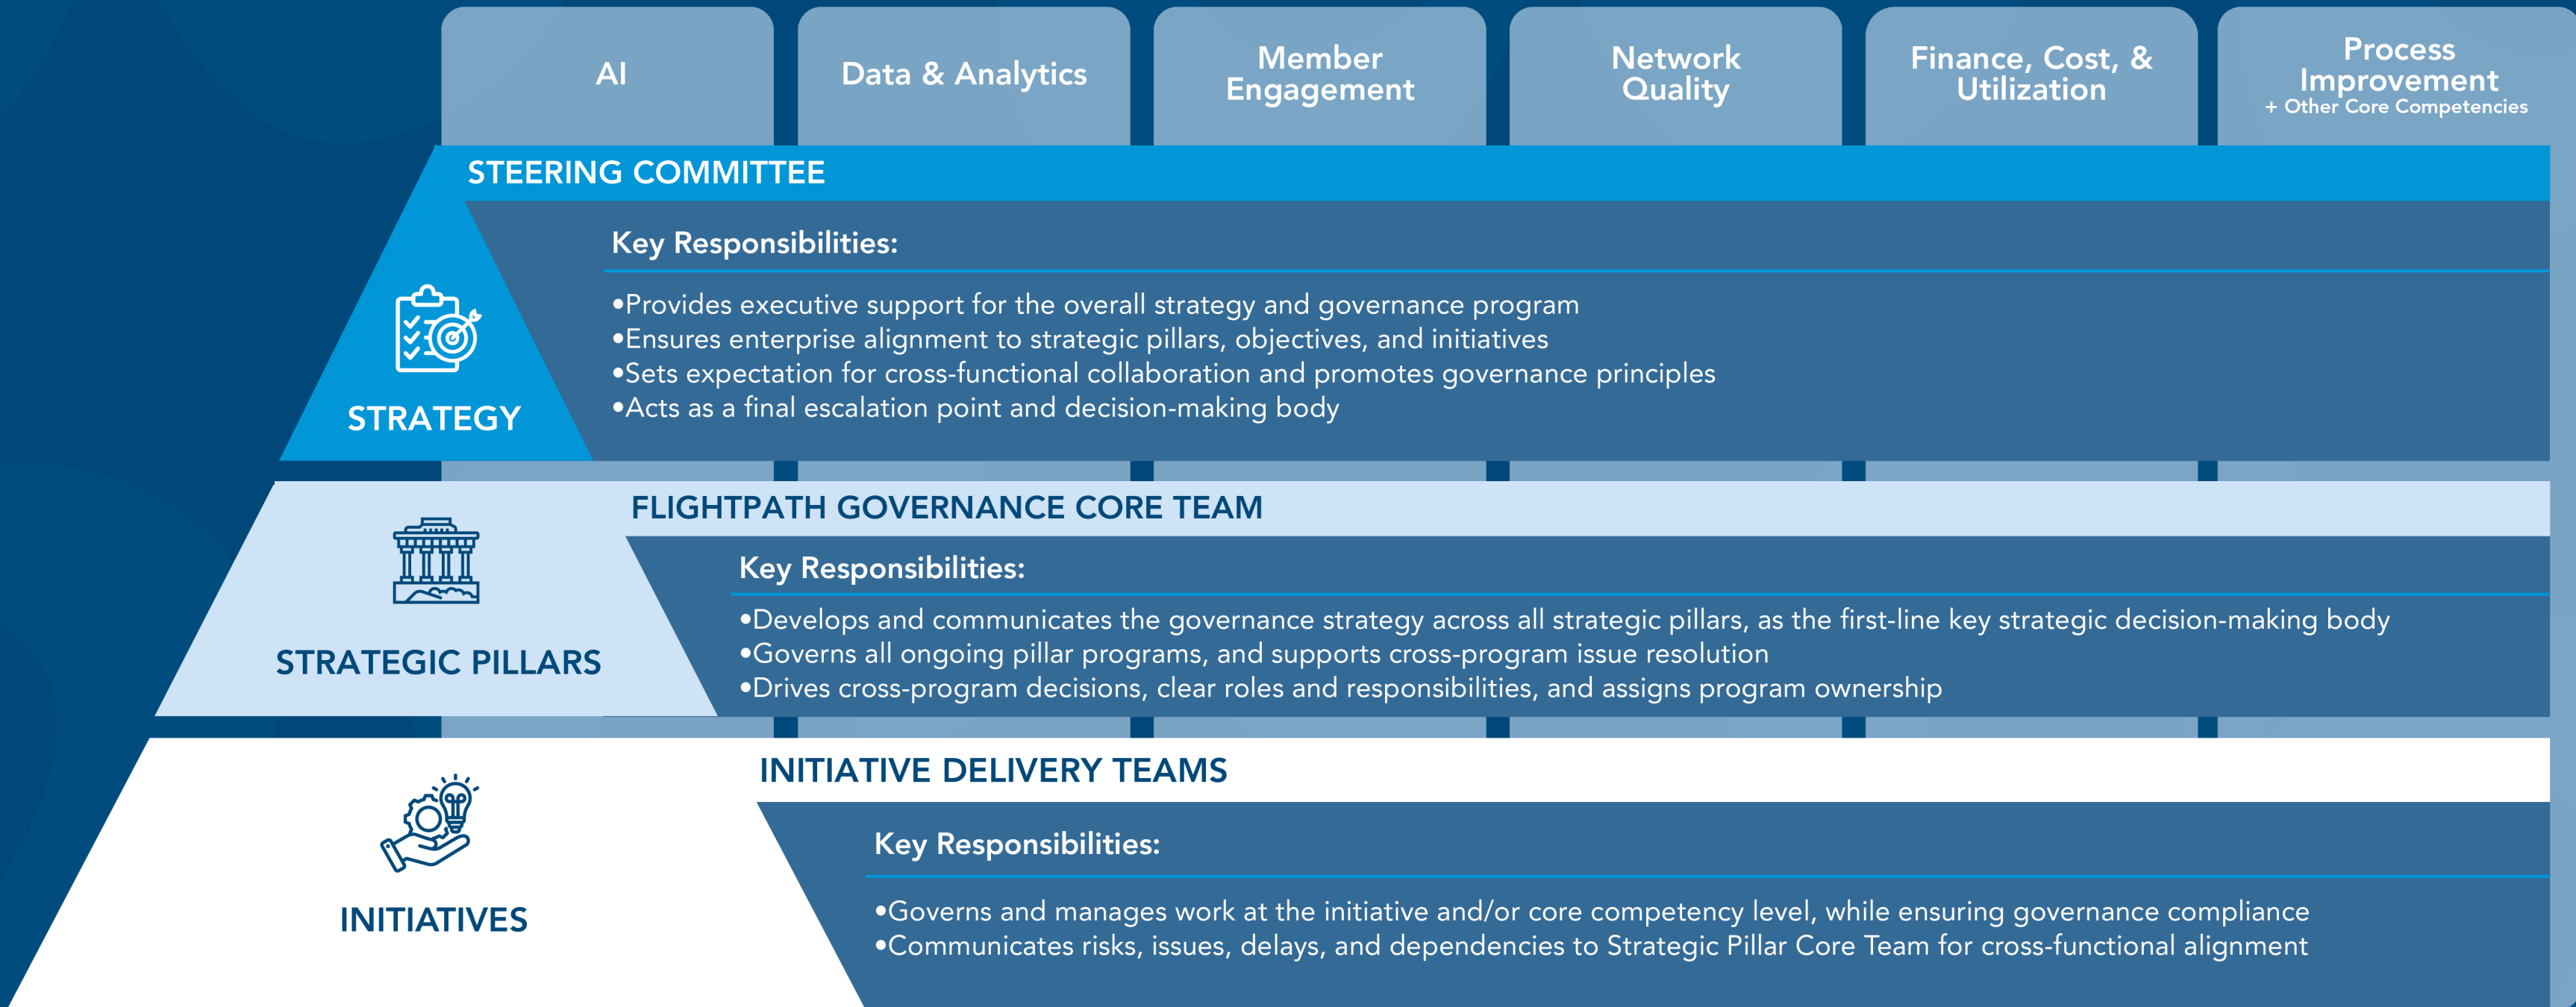 AI
Data & Analytics
Member
Engagement
Network
Quality
Finance, Cost, &
Utilization
Process
Improvement
+ Other Core Competencies
STEERING COMMITTEE
Key Responsibilities:
•Provides executive support for the overall strategy and governance program
•Ensures enterprise alignment to strategic pillars, objectives, and initiatives
•Sets expectation for cross-functional collaboration and promotes governance principles
•Acts as a final escalation point and decision-making body
STRATEGY
FLIGHTPATH GOVERNANCE CORE TEAM
Key Responsibilities:
•Develops and communicates the governance strategy across all strategic pillars, as the first-line key strategic decision-making body
•Governs all ongoing pillar programs, and supports cross-program issue resolution
•Drives cross-program decisions, clear roles and responsibilities, and assigns program ownership
STRATEGIC PILLARS
INITIATIVE DELIVERY TEAMS
Key Responsibilities:
•Governs and manages work at the initiative and/or core competency level, while ensuring governance compliance
•Communicates risks, issues, delays, and dependencies to Strategic Pillar Core Team for cross-functional alignment
INITIATIVES